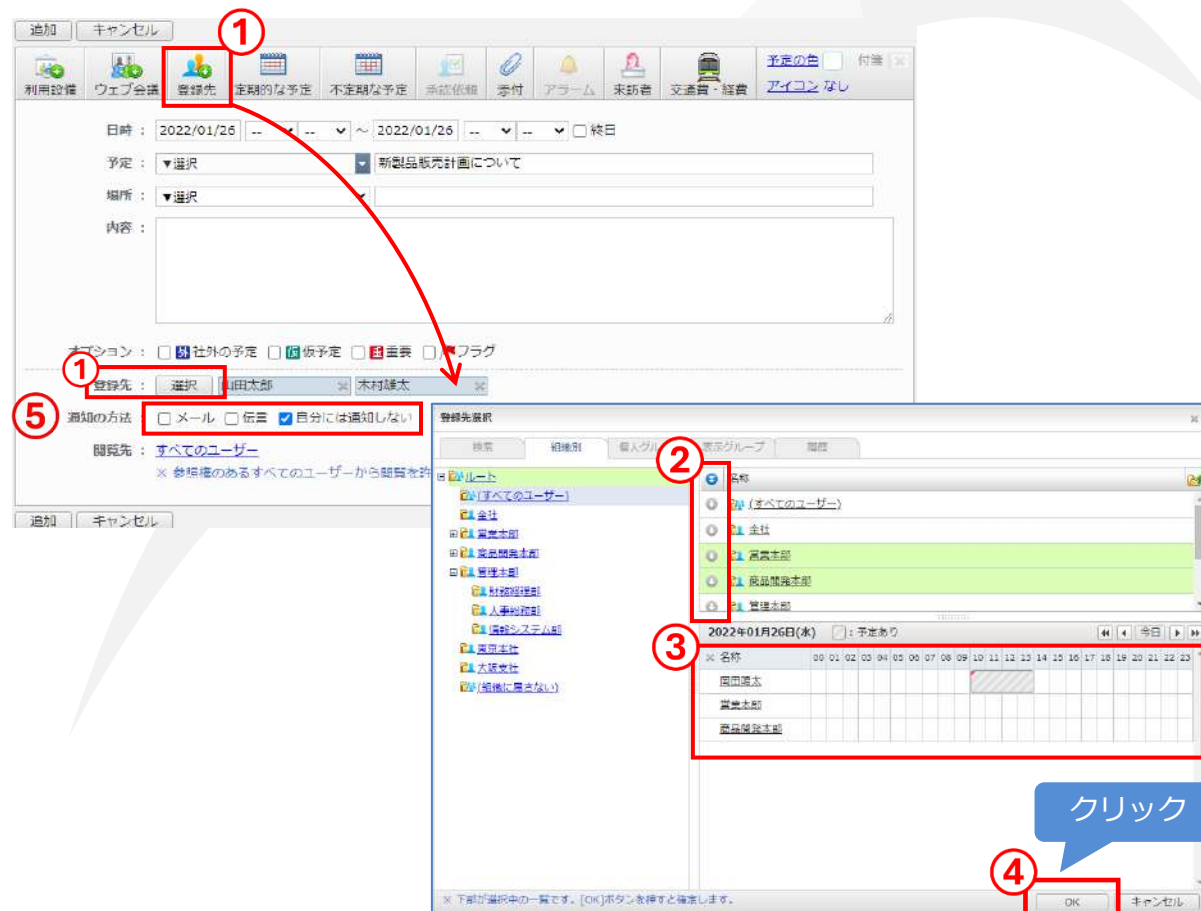 追加 キャンセル
①
利用設備 ウェブ会議 登録先 定期的な予定 不定期な予定 承認依頼 添付 アラーム 来訪者 交通費・経費 予定の色 付箋
アイコン なし
日時 : 2022/01/26 -- -- ～ 2022/01/26 -- -- 終日
予定 : ▼選択 新製品販売計画について
場所 : ▼選択
内容 :
オプション : 外 社外の予定 仮 仮予定 重 重要 フラグ
①
登録先 : 選択 山田太郎 木村雄太
⑤ 通知の方法 : メール 伝言 自分には通知しない
閲覧先 : すべてのユーザー
※ 参照権のあるすべてのユーザーから閲覧を許
追加 キャンセル
登録先選択
検索 組織別 個人グル 表示グループ 履歴
ルート
(すべてのユーザー)
全社
営業本部
商品開発本部
管理本部
財務経理部
人事総務部
情報システム部
東京本社
大阪支社
(組織に属さない)
②
名称
(すべてのユーザー)
全社
営業本部
商品開発本部
管理本部
2022年01月26日(水) : 予定あり 今日
③
名称 00 01 02 03 04 05 06 07 08 09 10 11 12 13 14 15 16 17 18 19 20 21 22 23
営業本部
商品開発本部
クリック
④
※ 下部が選択中の一覧です。[OK]ボタンを押すと確定します。
OK キャンセル